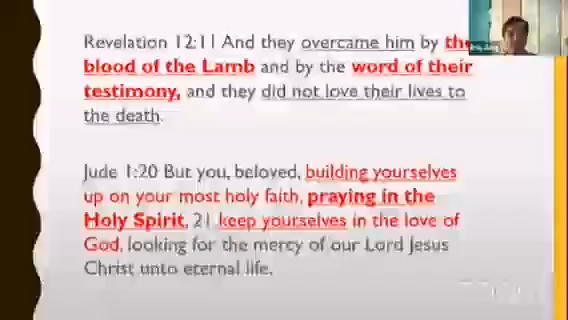 Revelation 12:11 And they overcame him by the
blood of the Lamb and by the word of their
testimony, and they did not love their lives to
the death.
Jude 1:20 But you, beloved, building yourselves
up on your most holy faith, praying in the
Holy Spirit, 21 keep yourselves in the love of
God, looking for the mercy of our Lord Jesus
Christ unto eternal life.